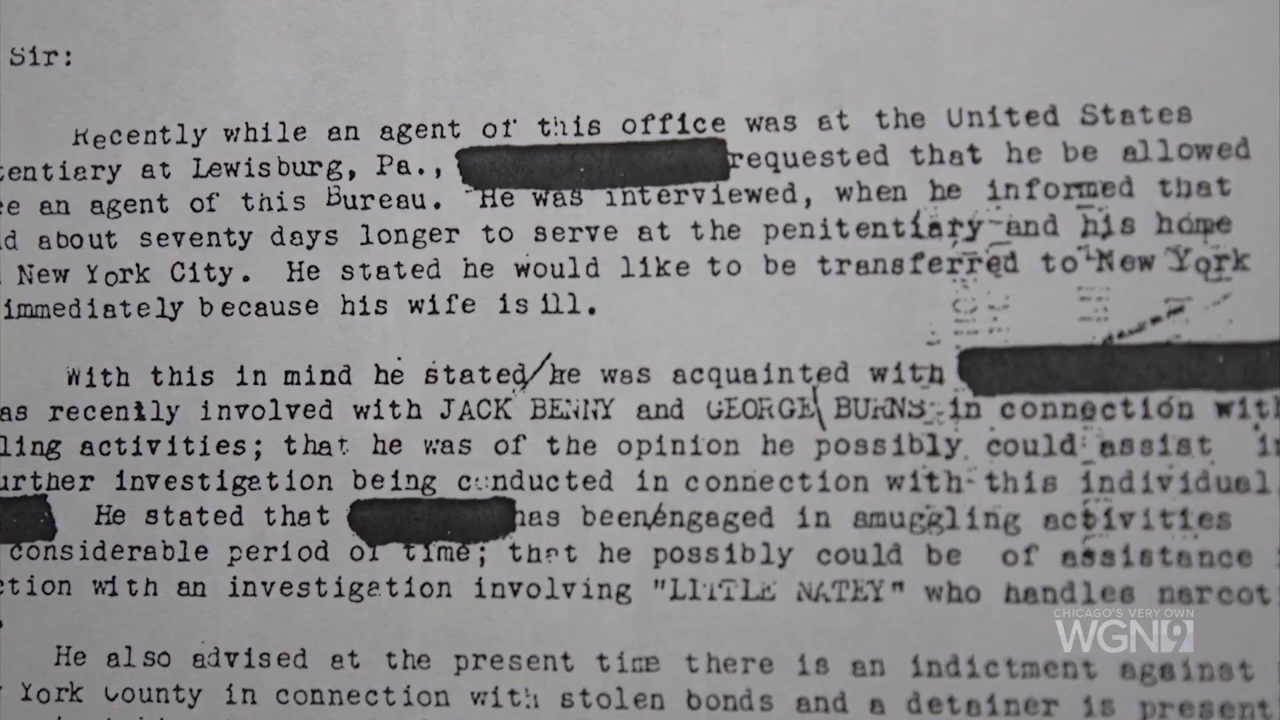 Sir:
Recently while an agent of this office was at the United States
tentiary at Lewisburg, Pa., requested that he be allowed
ee an agent of this Bureau. He was interviewed, when he informed that
d about seventy days longer to serve at the penitentiary and his home
New York City. He stated he would like to be transferred to New York
immediately because his wife is ill.
With this in mind he stated/he was acquainted with
as recently involved with JACK BENNY and GEORGE BURNS in connection with
ling activities; that he was of the opinion he possibly could assist in
urther investigation being conducted in connection with this individual
He stated that has been/engaged in smuggling activities
considerable period of time; that he possibly could be of assistance
ction with an investigation involving "LITTLE NATEY" who handles narcot
He also advised at the present time there is an indictment against
York County in connection with stolen bonds and a detainer is present
CHICAGO'S VERY OWN
WGN9